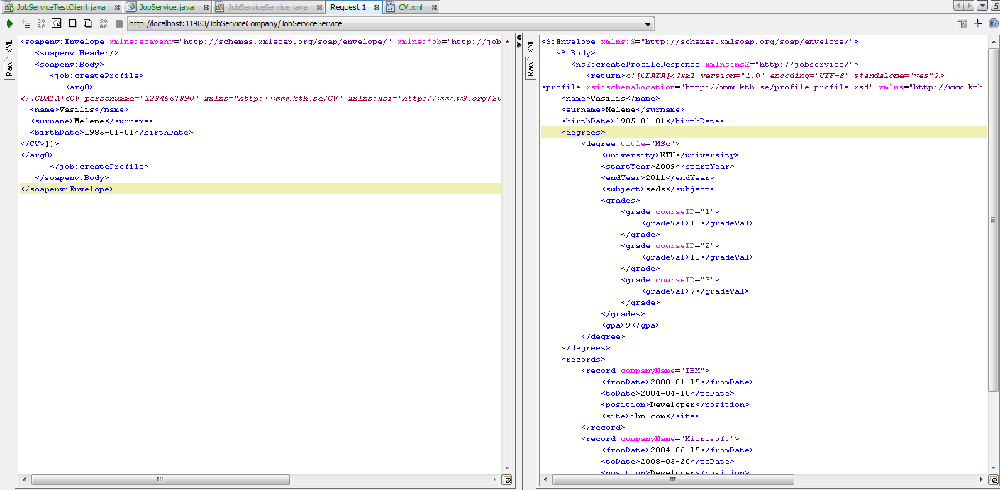 JobServiceTestClient.java JobService.java JobServiceService.java Request 1 CV.xml
http://localhost:11983/JobServiceCompany/JobServiceService
XML
Raw
<soapenv:Envelope xmlns:soapenv="http://schemas.xmlsoap.org/soap/envelope/" xmlns:job="http://job
<soapenv:Header/>
<soapenv:Body>
<job:createProfile>
<arg0>
<![CDATA[<CV personumme="1234567890" xmlns="http://www.kth.se/CV" xmlns:xsi="http://www.w3.org/20
<name>Vasilis</name>
<surname>Melene</surname>
<birthDate>1985-01-01</birthDate>
</CV>]]>
</arg0>
</job:createProfile>
</soapenv:Body>
</soapenv:Envelope>
XML
Raw
<S:Envelope xmlns:S="http://schemas.xmlsoap.org/soap/envelope/">
<S:Body>
<ns2:createProfileResponse xmlns:ns2="http://jobservice/">
<return><![CDATA[<?xml version="1.0" encoding="UTF-8" standalone="yes"?>
<profile xsi:schemaLocation="http://www.kth.se/profile profile.xsd" xmlns="http://www.kth.
<name>Vasilis</name>
<surname>Melene</surname>
<birthDate>1985-01-01</birthDate>
<degrees>
<degree title="MSc">
<university>KTH</university>
<startYear>2009</startYear>
<endYear>2011</endYear>
<subject>seds</subject>
<grades>
<grade courseID="1">
<gradeVal>10</gradeVal>
</grade>
<grade courseID="2">
<gradeVal>10</gradeVal>
</grade>
<grade courseID="3">
<gradeVal>7</gradeVal>
</grade>
</grades>
<gpa>9</gpa>
</degree>
</degrees>
<records>
<record companyName="IBM">
<fromDate>2000-01-15</fromDate>
<toDate>2004-04-10</toDate>
<position>Developer</position>
<site>ibm.com</site>
</record>
<record companyName="Microsoft">
<fromDate>2004-06-15</fromDate>
<toDate>2008-03-20</toDate>
<position>Developer</position>